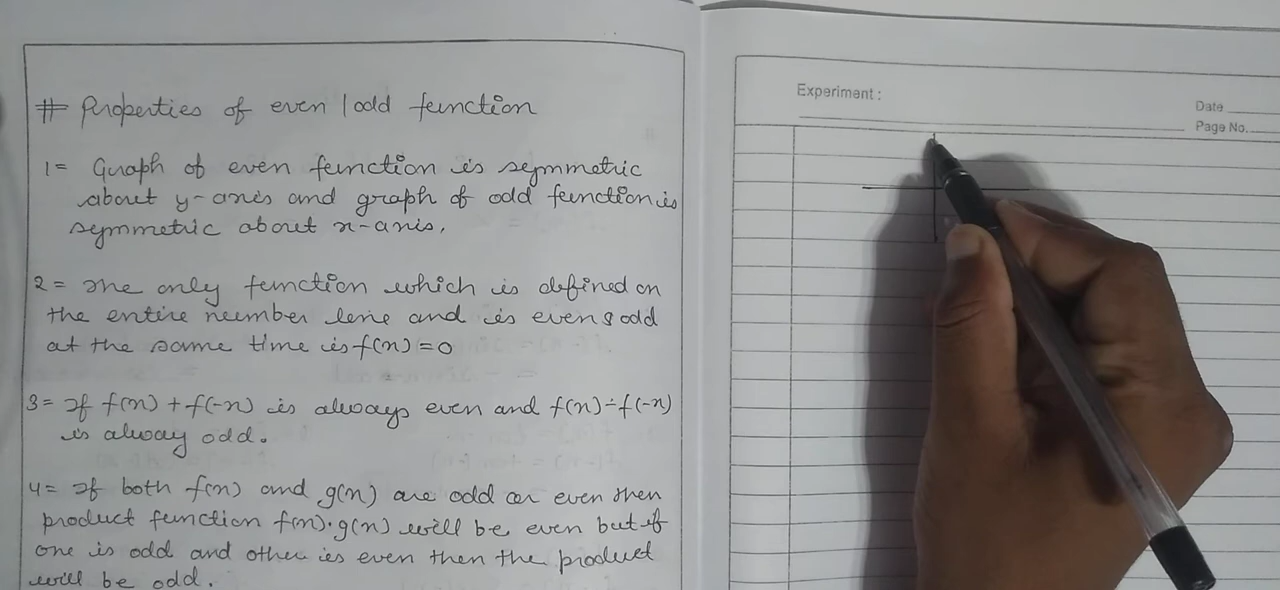 # Properties of even/odd function
1= Graph of even function is symmetric
about y-axis and graph of odd function is
symmetric about x-axis.
2= The only function which is defined on
the entire number line and is even & odd
at the same time is f(x)=0
3= If f(x) + f(-x) is always even and f(x)-f(-x)
is alway odd.
4= If both f(x) and g(x) are odd or even then
product function f(x)·g(x) will be even but if
one is odd and other is even then the product
will be odd.
Experiment :
Date
Page No.